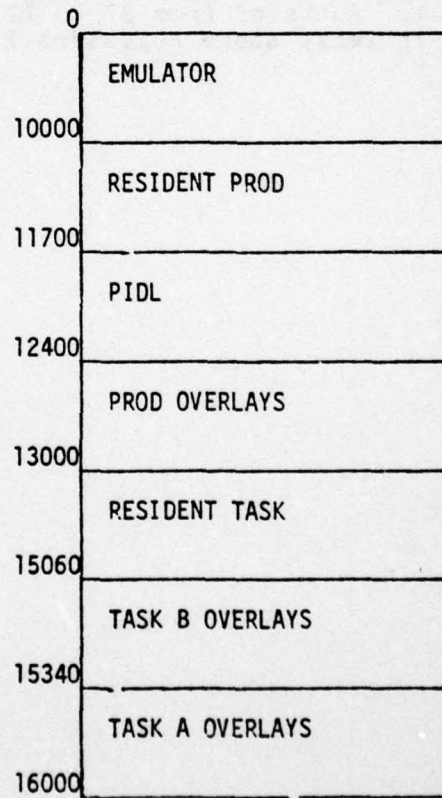 0
EMULATOR
10000
RESIDENT PROD
11700
PIDL
12400
PROD OVERLAYS
13000
RESIDENT TASK
15060
TASK B OVERLAYS
15340
TASK A OVERLAYS
16000